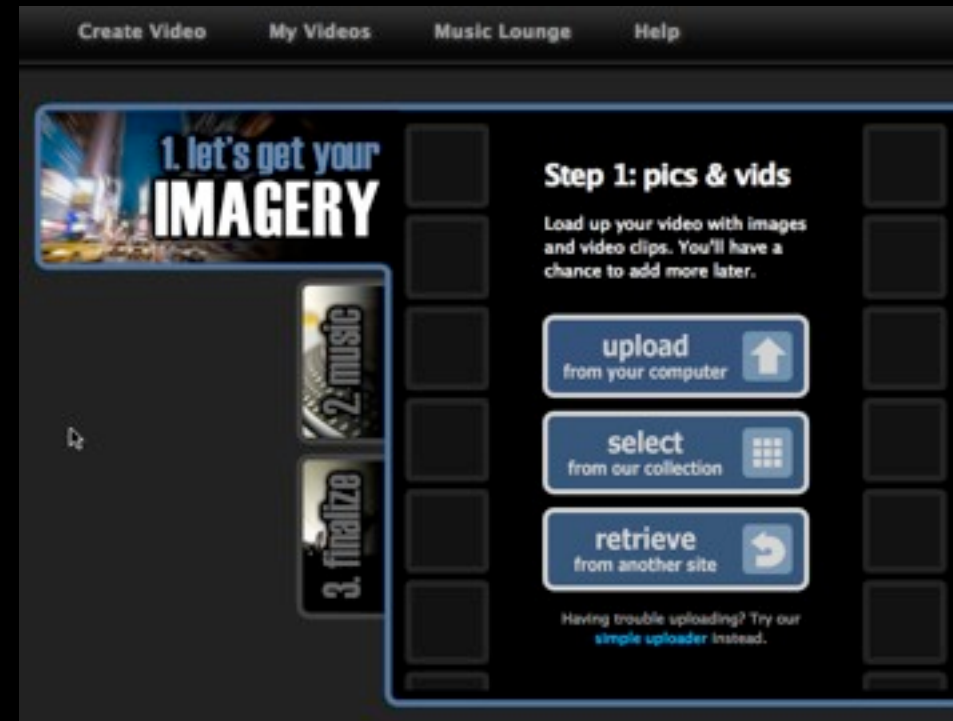 Create Video My Videos Music Lounge Help
1. let's get your
IMAGERY
2. music
3. finalize
Step 1: pics & vids
Load up your video with images
and video clips. You'll have a
chance to add more later.
upload
from your computer
select
from our collection
retrieve
from another site
Having trouble uploading? Try our
simple uploader instead.